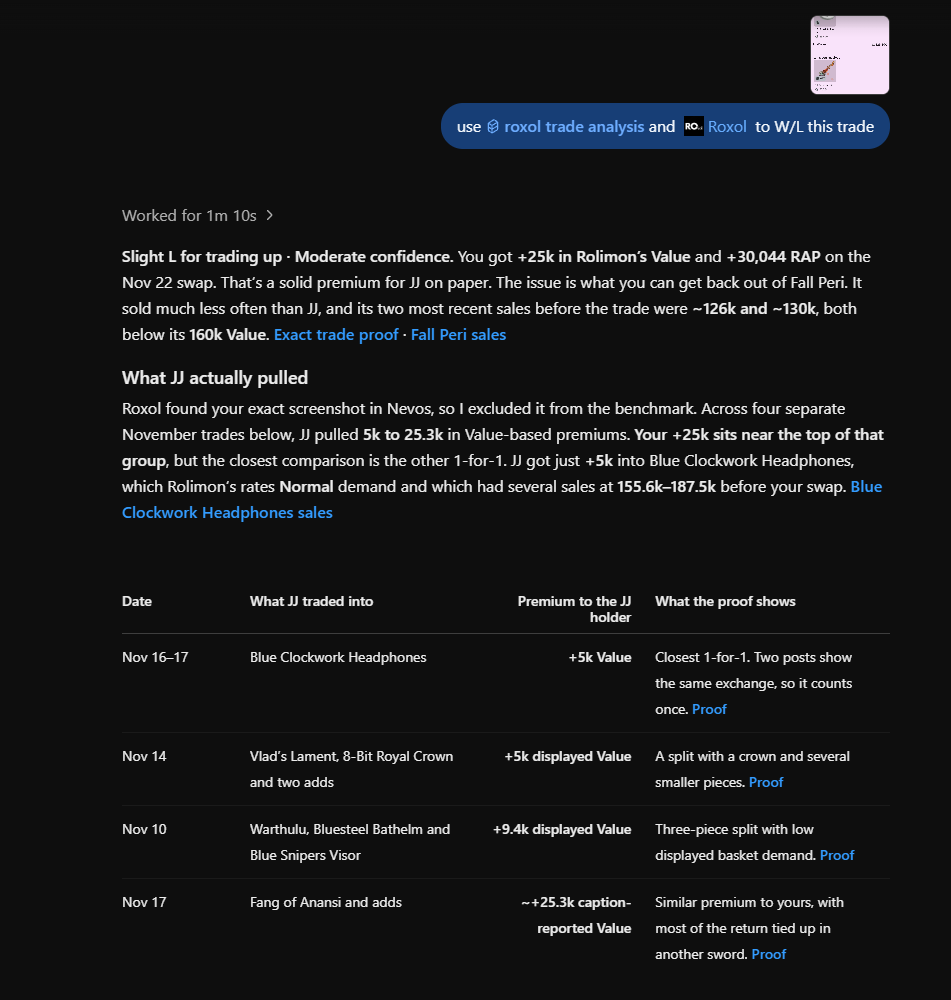 use roxol trade analysis and RO.. Roxol to W/L this trade
Worked for 1m 10s
Slight L for trading up · Moderate confidence. You got +25k in Rolimon's Value and +30,044 RAP on the
Nov 22 swap. That's a solid premium for JJ on paper. The issue is what you can get back out of Fall Peri. It
sold much less often than JJ, and its two most recent sales before the trade were ~126k and ~130k, both
below its 160k Value. Exact trade proof · Fall Peri sales
What JJ actually pulled
Roxol found your exact screenshot in Nevos, so I excluded it from the benchmark. Across four separate
November trades below, JJ pulled 5k to 25.3k in Value-based premiums. Your +25k sits near the top of that
group, but the closest comparison is the other 1-for-1. JJ got just +5k into Blue Clockwork Headphones,
which Rolimon's rates Normal demand and which had several sales at 155.6k–187.5k before your swap. Blue
Clockwork Headphones sales
Date What JJ traded into Premium to the JJ What the proof shows
holder
Nov 16–17 Blue Clockwork Headphones +5k Value Closest 1-for-1. Two posts show
the same exchange, so it counts
once. Proof
Nov 14 Vlad's Lament, 8-Bit Royal Crown +5k displayed Value A split with a crown and several
and two adds smaller pieces. Proof
Nov 10 Warthulu, Bluesteel Bathelm and +9.4k displayed Value Three-piece split with low
Blue Snipers Visor displayed basket demand. Proof
Nov 17 Fang of Anansi and adds ~+25.3k caption- Similar premium to yours, with
reported Value most of the return tied up in
another sword. Proof